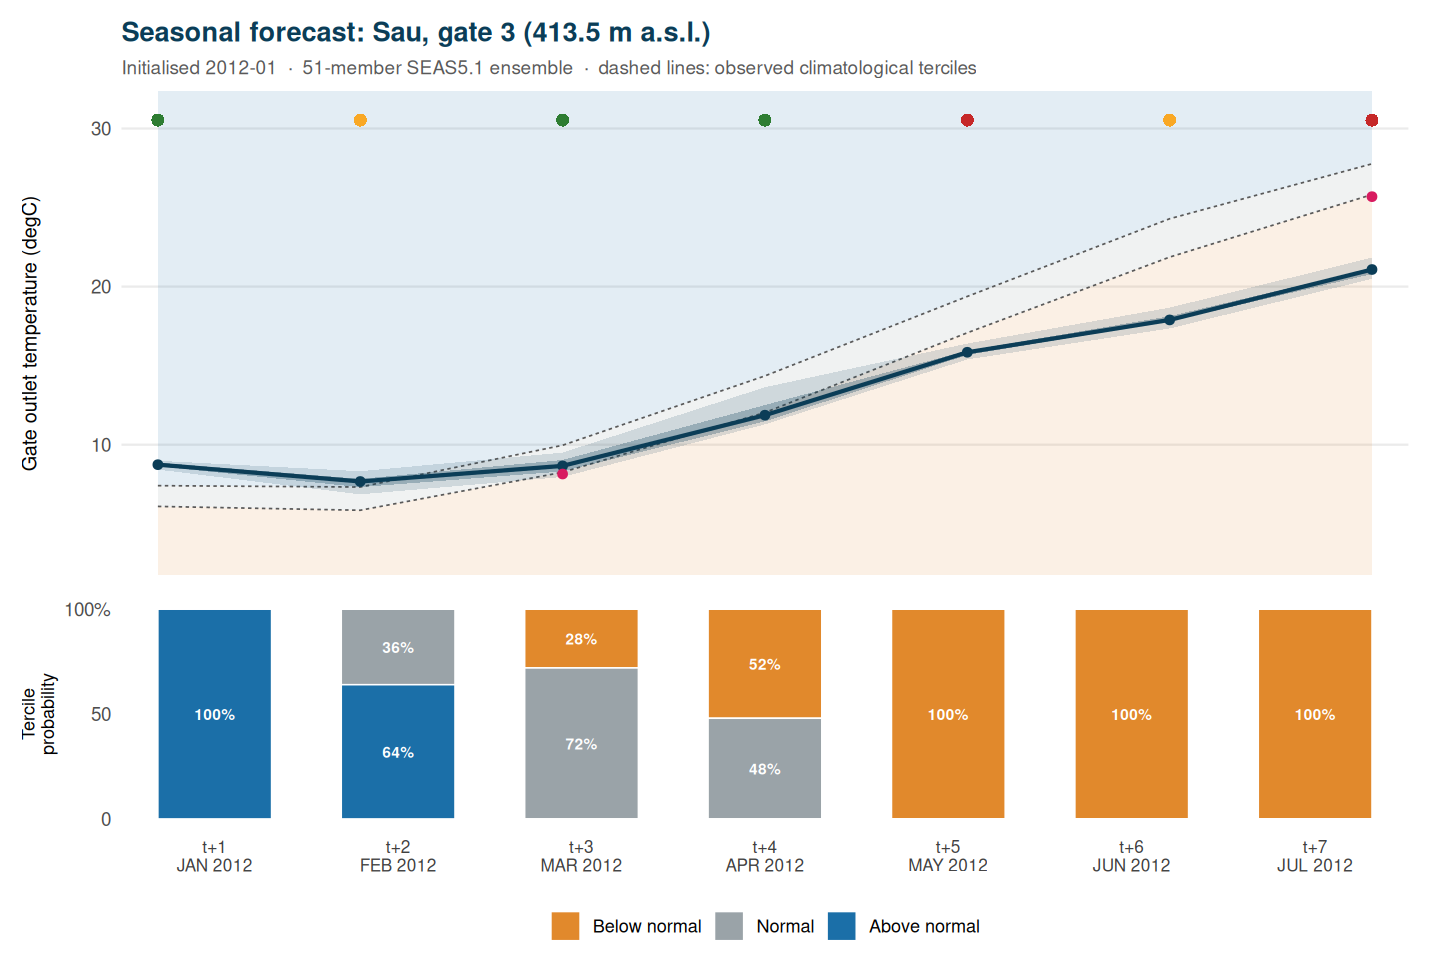 Seasonal forecast: Sau, gate 3 (413.5 m a.s.l.)
Initialised 2012-01 · 51-member SEAS5.1 ensemble · dashed lines: observed climatological terciles
Gate outlet temperature (degC)
30
20
10
Tercile
probability
100%
50
0
100%
36%
64%
28%
72%
52%
48%
100%
100%
100%
t+1
JAN 2012
t+2
FEB 2012
t+3
MAR 2012
t+4
APR 2012
t+5
MAY 2012
t+6
JUN 2012
t+7
JUL 2012
Below normal
Normal
Above normal